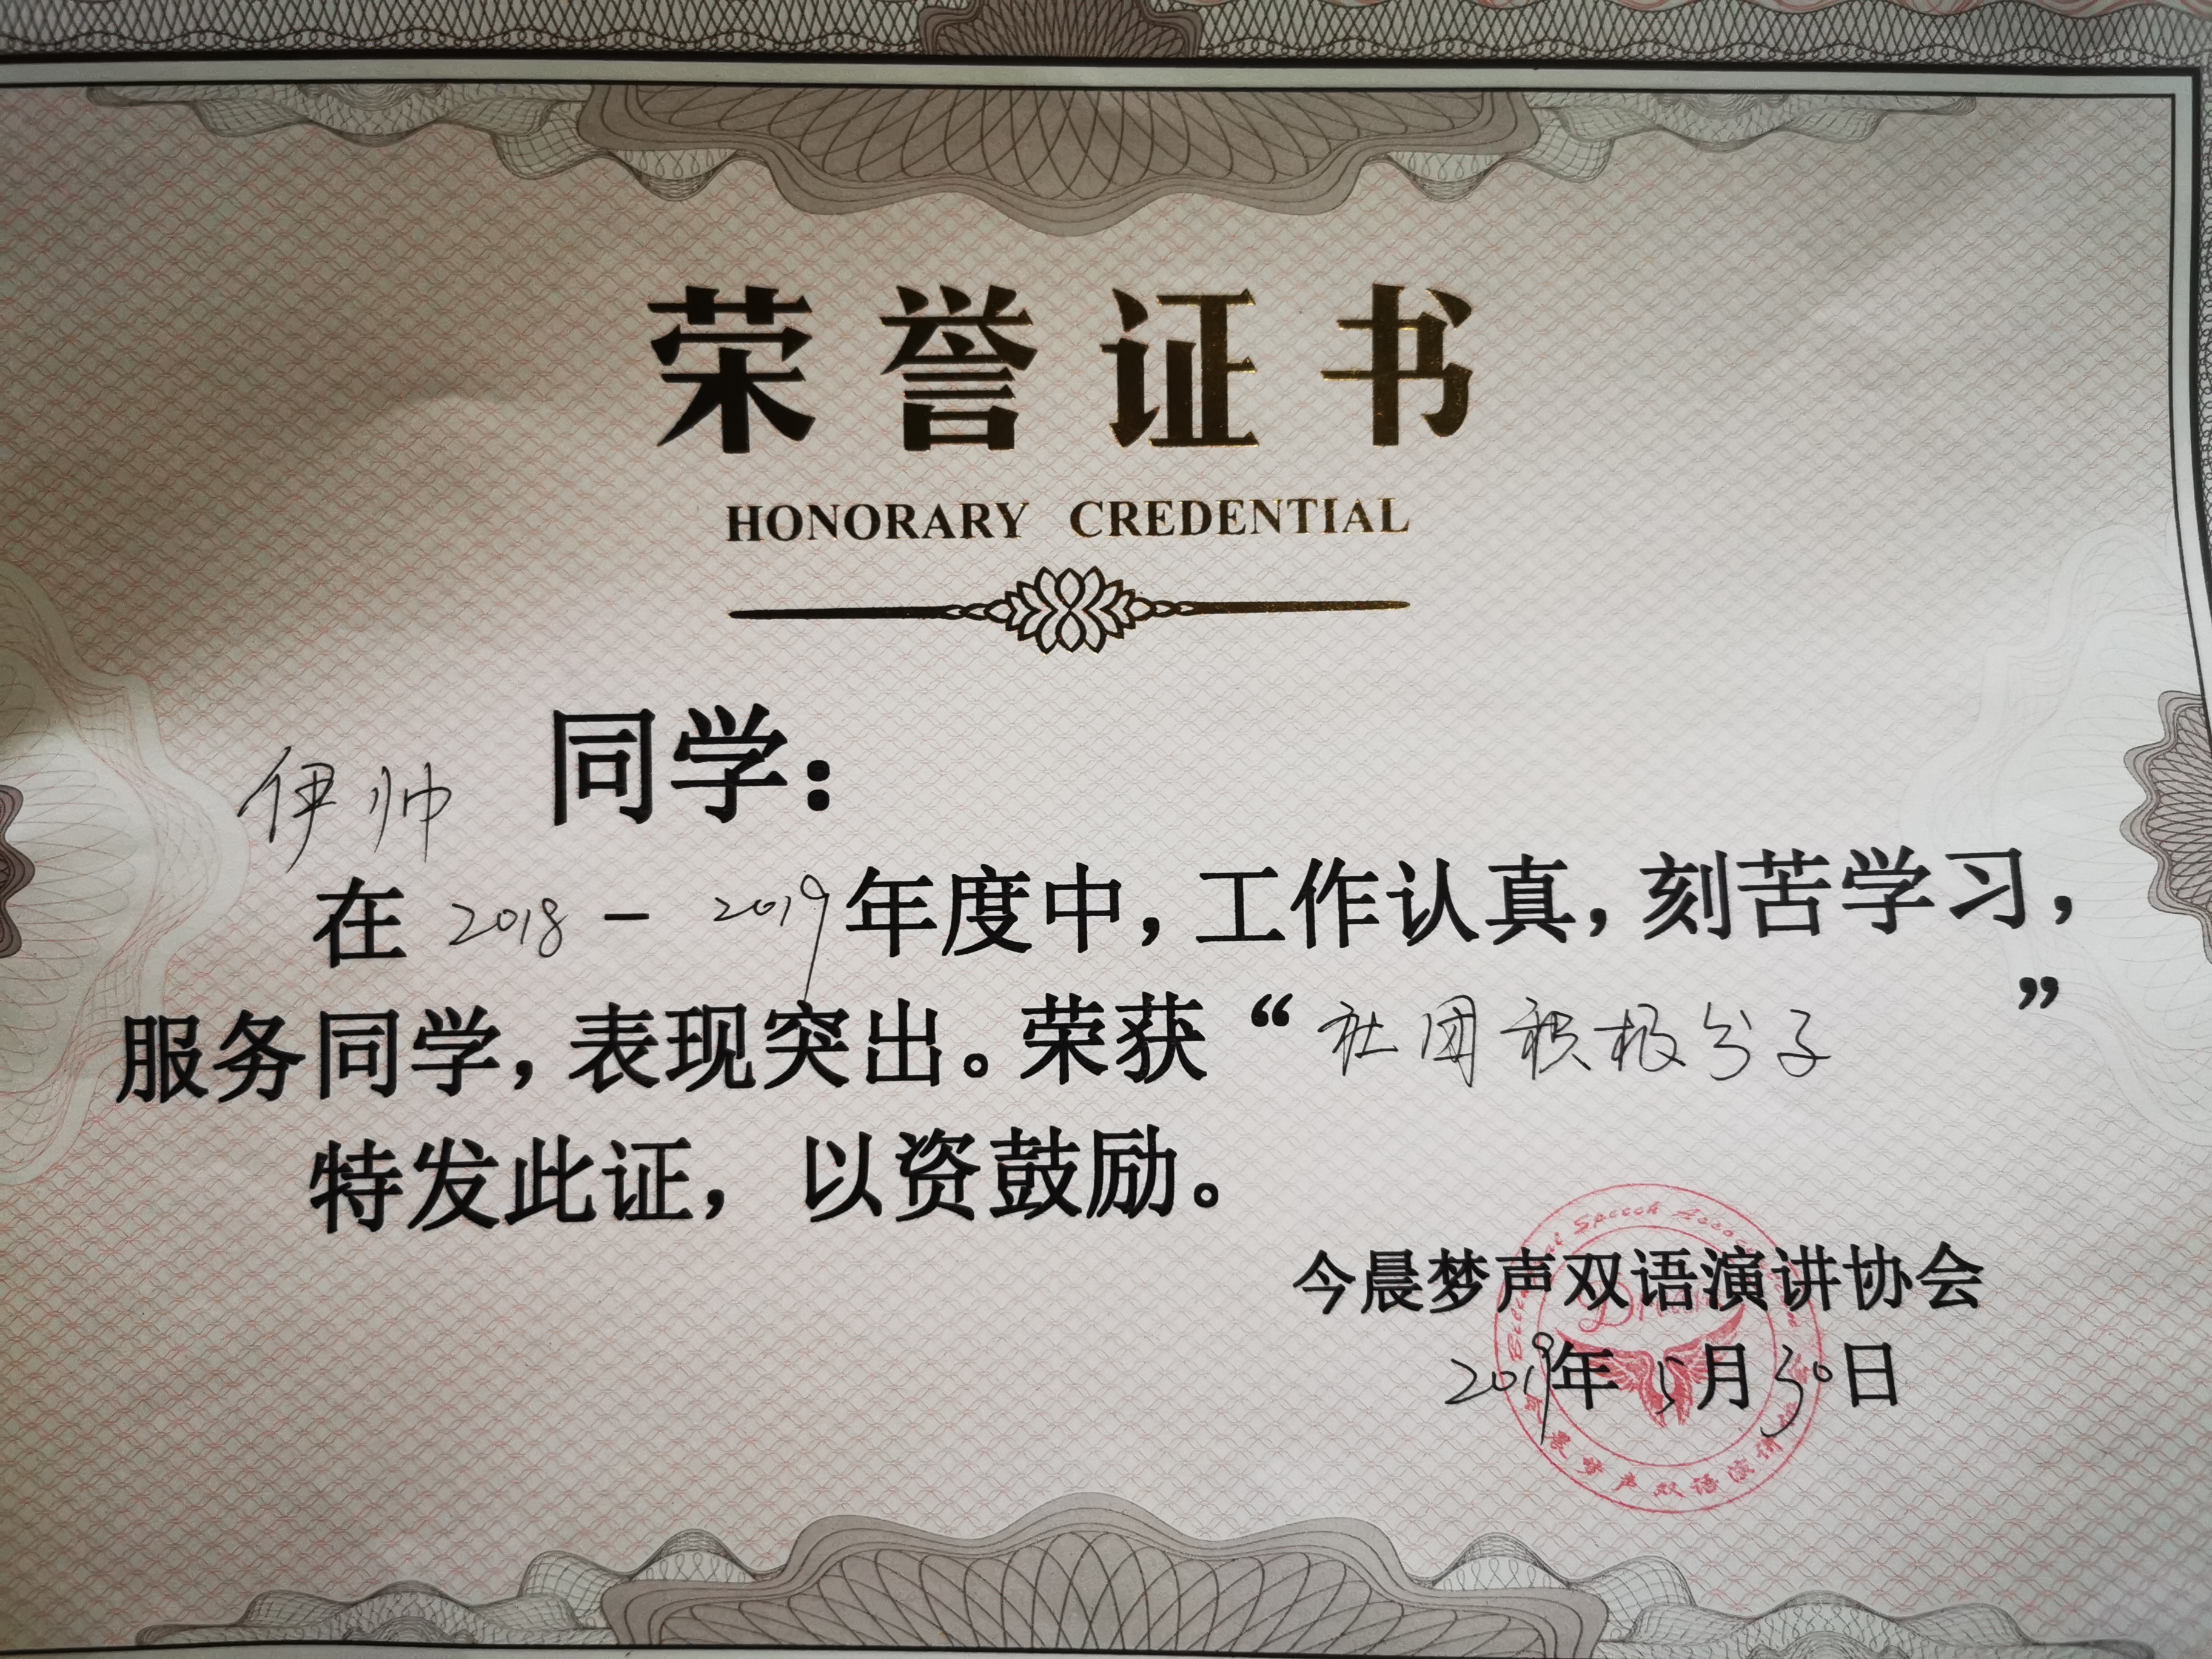 荣誉证书
HONORARY CREDENTIAL
伊帅 同学：
在 2018 - 2019 年度中，工作认真，刻苦学习，
服务同学，表现突出。荣获“社团积极分子”
特发此证，以资鼓励。
今晨梦声双语演讲协会
2019年5月30日
Speech
晨梦声双语演讲